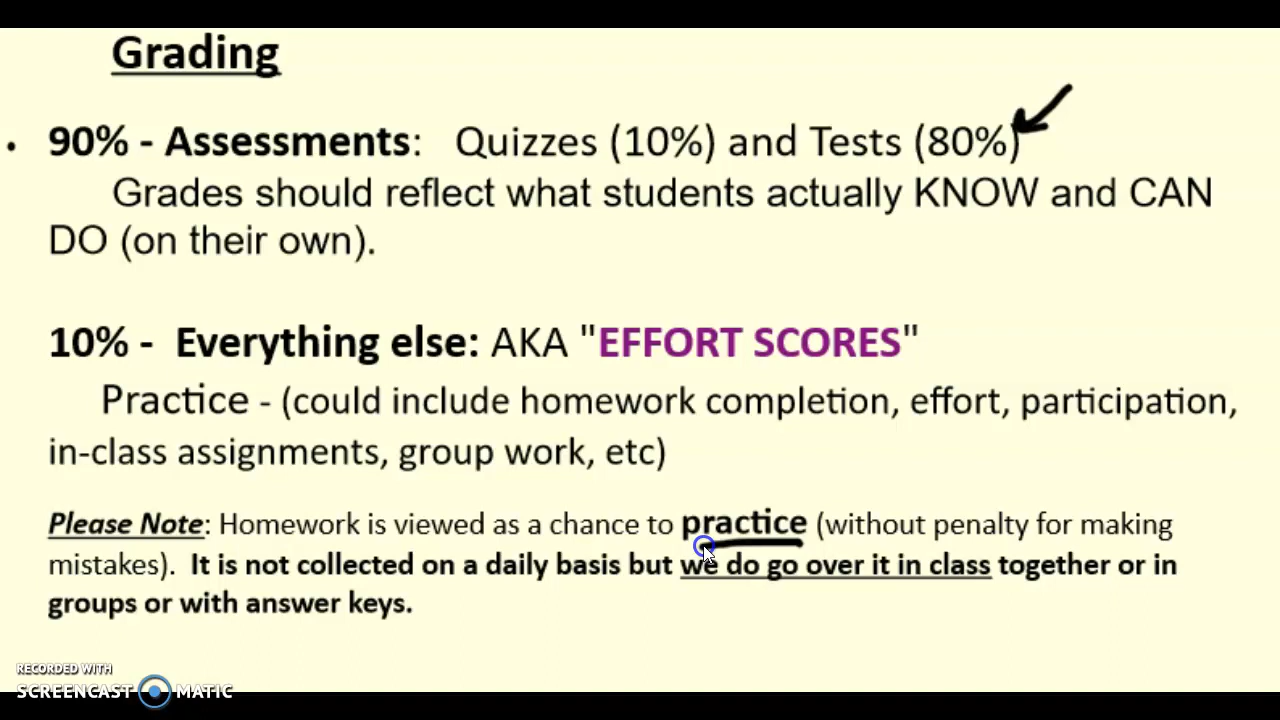 Grading
• 90% - Assessments: Quizzes (10%) and Tests (80%)
Grades should reflect what students actually KNOW and CAN
DO (on their own).
10% - Everything else: AKA "EFFORT SCORES"
Practice - (could include homework completion, effort, participation,
in-class assignments, group work, etc)
Please Note: Homework is viewed as a chance to practice (without penalty for making
mistakes). It is not collected on a daily basis but we do go over it in class together or in
groups or with answer keys.
RECORDED WITH
SCREENCAST MATIC